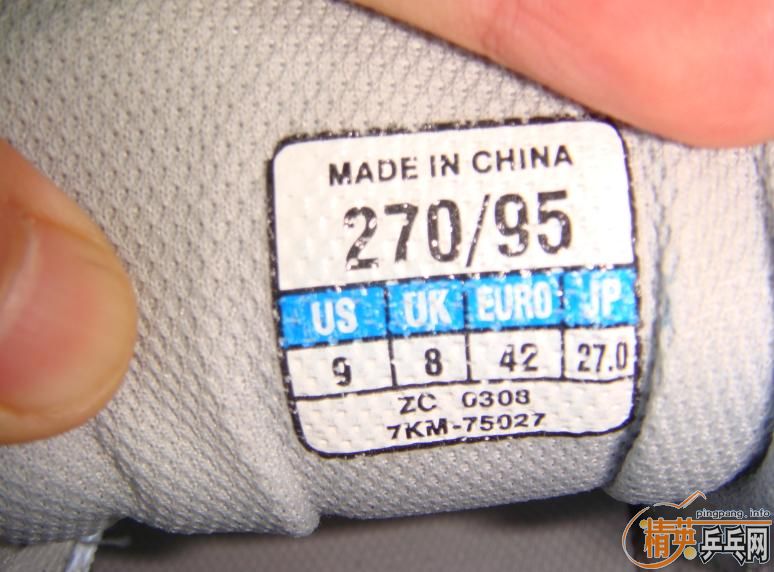 MADE IN CHINA
270/95
US UK EURO JP
9 8 42 27.0
ZC 0308
7KM-75027
pingpang.info
精英乒乓网